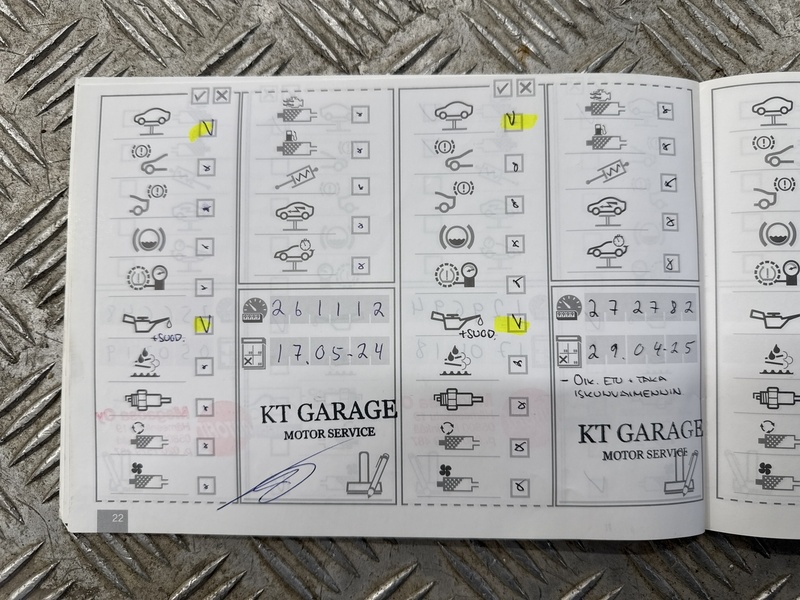 +SUOD.
261112
17.05-24
KT GARAGE
MOTOR SERVICE
22
+SUOD.
272782
29.04-25
- OIK. ETU + TAKA
ISKUNVAIMENNIN
KT GARAGE
MOTOR SERVICE